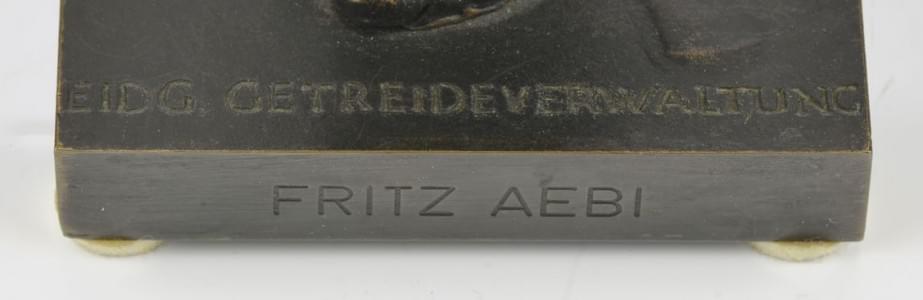 EIDG. GETREIDEVERWALTUNG
FRITZ AEBI